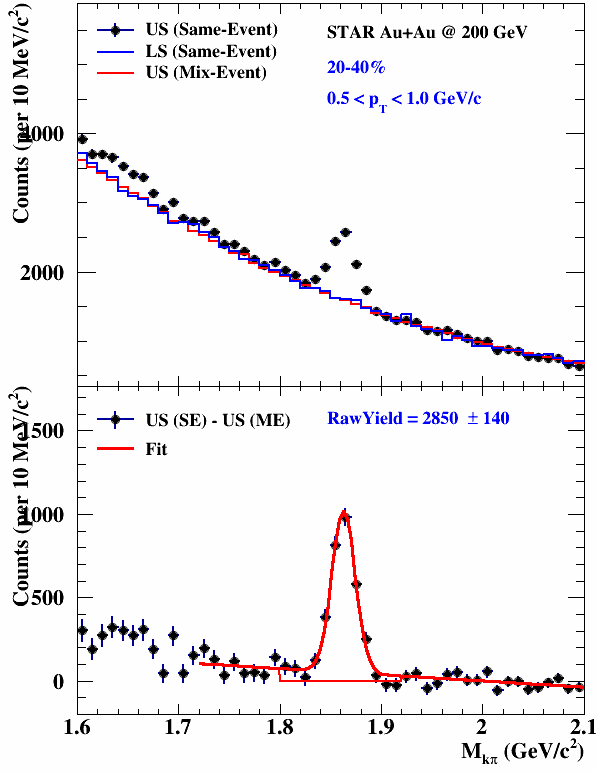 US (Same-Event)
LS (Same-Event)
US (Mix-Event)
STAR Au+Au @ 200 GeV
20-40%
0.5 < p_T < 1.0 GeV/c
Counts (per 10 MeV/c²)
4000
2000
US (SE) - US (ME)
Fit
RawYield = 2850 ± 140
Counts (per 10 MeV/c²)
1500
1000
500
0
1.6 1.7 1.8 1.9 2 2.1
M_kπ (GeV/c²)